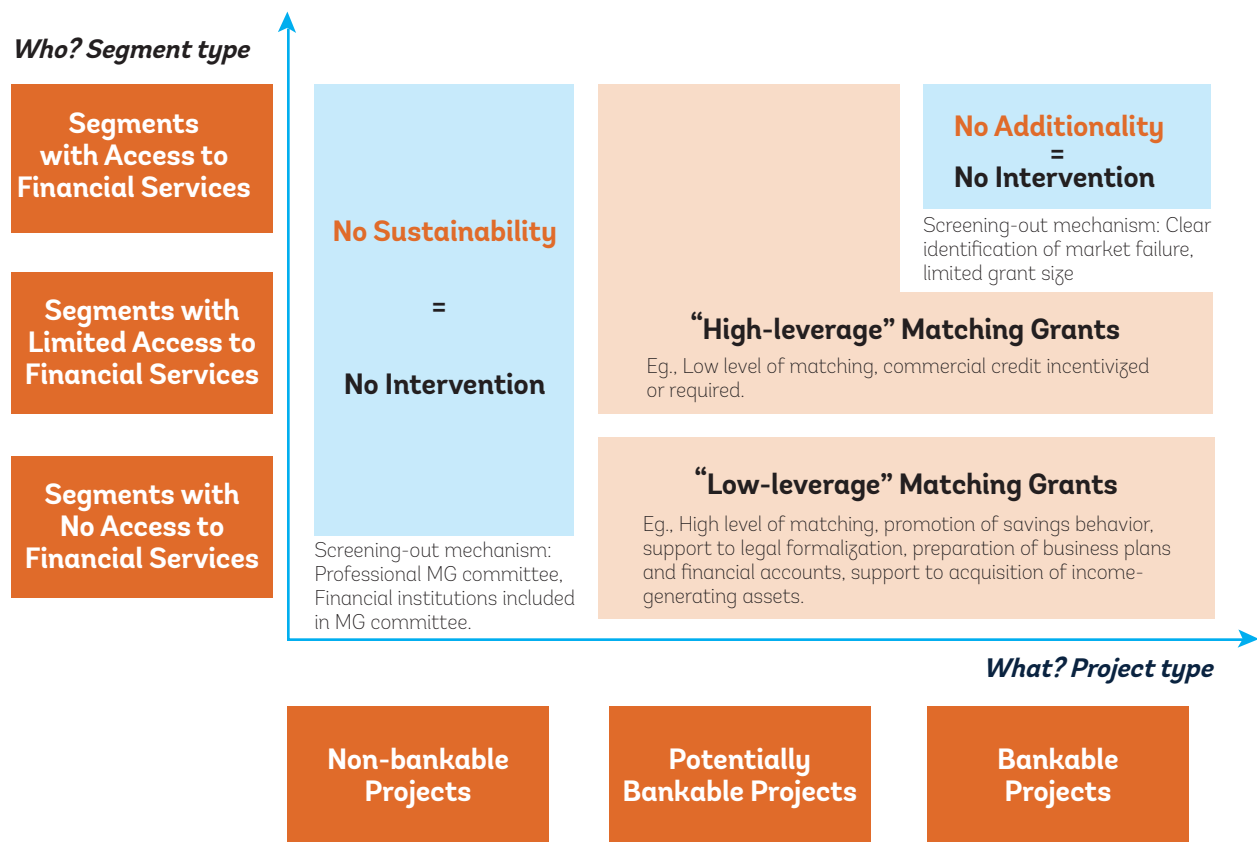 Who? Segment type
Segments
with Access to
Financial Services
Segments with
Limited Access to
Financial Services
Segments with
No Access to
Financial Services
No Sustainability
=
No Intervention
Screening-out mechanism:
Professional MG committee,
Financial institutions included
in MG committee.
No Additionality
=
No Intervention
Screening-out mechanism: Clear
identification of market failure,
limited grant size
“High-leverage” Matching Grants
Eg., Low level of matching, commercial credit incentivized
or required.
“Low-leverage” Matching Grants
Eg., High level of matching, promotion of savings behavior,
support to legal formalization, preparation of business plans
and financial accounts, support to acquisition of income-
generating assets.
What? Project type
Non-bankable
Projects
Potentially
Bankable Projects
Bankable
Projects